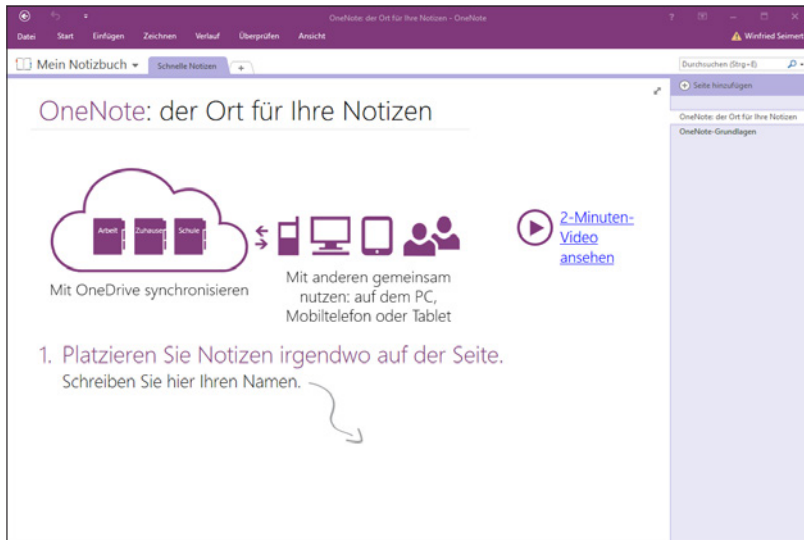 OneNote: der Ort für Ihre Notizen - OneNote
?
Datei Start Einfügen Zeichnen Verlauf Überprüfen Ansicht
Winfried Seimert
Mein Notizbuch
Schnelle Notizen
+
Durchsuchen (Strg+E)
Seite hinzufügen
OneNote: der Ort für Ihre Notizen
OneNote-Grundlagen
OneNote: der Ort für Ihre Notizen
Arbeit Zuhause Schule
Mit OneDrive synchronisieren
Mit anderen gemeinsam
nutzen: auf dem PC,
Mobiltelefon oder Tablet
2-Minuten-
Video
ansehen
1. Platzieren Sie Notizen irgendwo auf der Seite.
Schreiben Sie hier Ihren Namen.